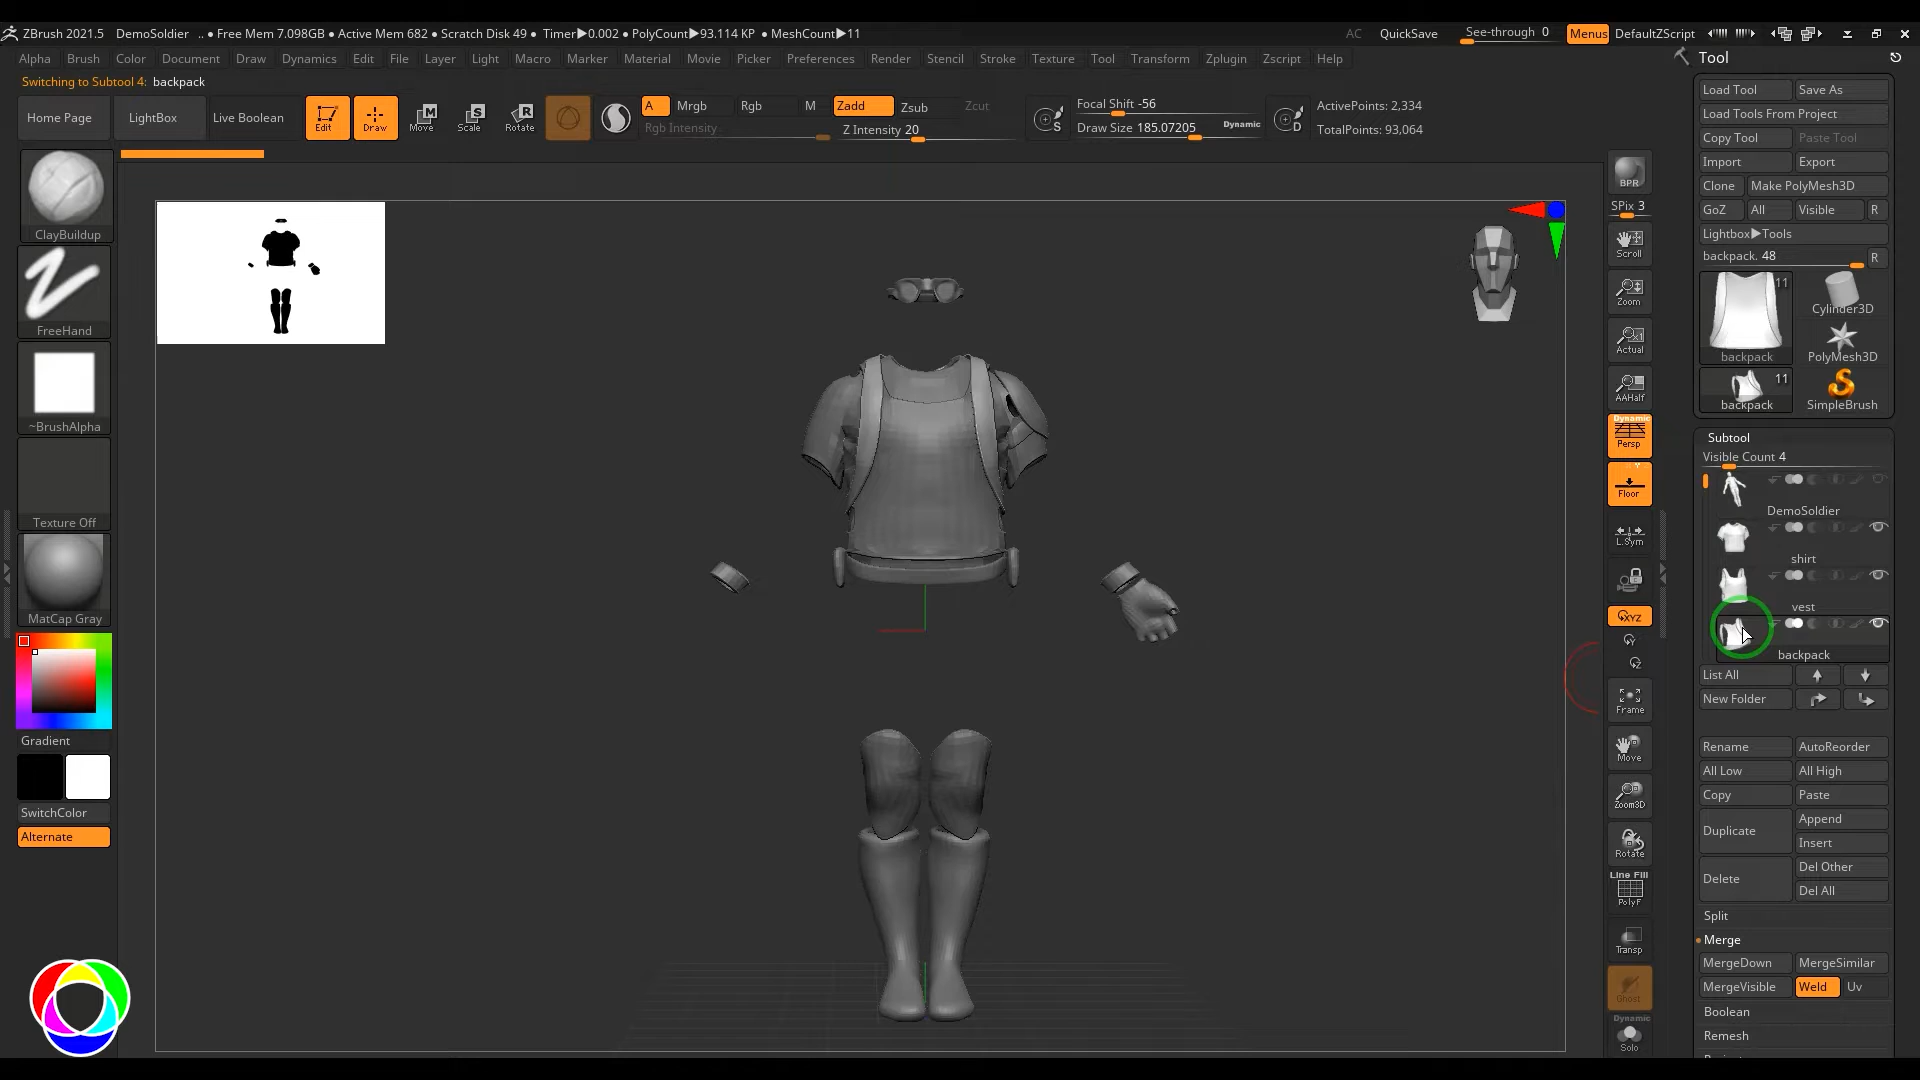 ZBrush 2021.5 DemoSoldier .. • Free Mem 7.098GB • Active Mem 682 • Scratch Disk 49 • Timer▶0.002 • PolyCount▶93.114 KP • MeshCount▶11
AC QuickSave See-through 0 Menus DefaultZScript
Alpha Brush Color Document Draw Dynamics Edit File Layer Light Macro Marker Material Movie Picker Preferences Render Stencil Stroke Texture Tool Transform Zplugin Zscript Help
Switching to Subtool 4: backpack
Home Page LightBox Live Boolean
Edit Draw Move Scale Rotate
A Mrgb Rgb M Zadd Zsub Zcut
Rgb Intensity Z Intensity 20
S Focal Shift -56
Draw Size 185.07205 Dynamic
D ActivePoints: 2,334
TotalPoints: 93,064
ClayBuildup
FreeHand
~BrushAlpha
Texture Off
MatCap Gray
Gradient
SwitchColor
Alternate
BPR
SPix 3
Scroll
Zoom
Actual
AAHalf
Dynamic
Persp
Floor
L.Sym
XYZ
Y
Z
Frame
Move
Zoom3D
Rotate
Line Fill
PolyF
Transp
Ghost
Dynamic
Solo
Tool
Load Tool Save As
Load Tools From Project
Copy Tool Paste Tool
Import Export
Clone Make PolyMesh3D
GoZ All Visible R
Lightbox▶Tools
backpack. 48 R
11
Cylinder3D
backpack PolyMesh3D
11
backpack SimpleBrush
Subtool
Visible Count 4
DemoSoldier
shirt
vest
backpack
List All
New Folder
Rename AutoReorder
All Low All High
Copy Paste
Duplicate Append
Insert
Delete Del Other
Del All
Split
Merge
MergeDown MergeSimilar
MergeVisible Weld Uv
Boolean
Remesh